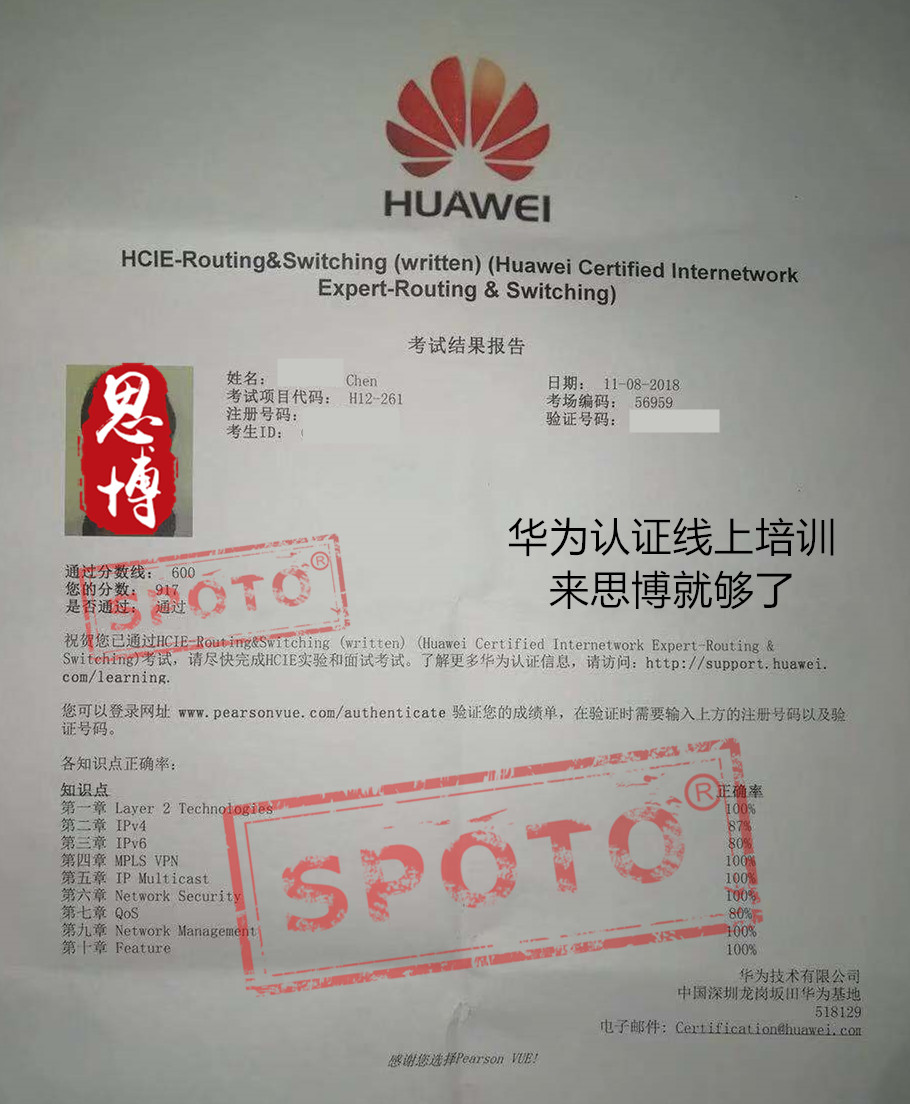 HUAWEI
HCIE-Routing&Switching (written) (Huawei Certified Internetwork
Expert-Routing & Switching)
考试结果报告
思博
姓名： Chen
考试项目代码： H12-261
注册号码：
考生ID：
日期： 11-08-2018
考场编码： 56959
验证号码：
华为认证线上培训
来思博就够了
通过分数线： 600
您的分数： 917
是否通过： 通过
SPOTO®
祝贺您已通过HCIE-Routing&Switching (written) (Huawei Certified Internetwork Expert-Routing &
Switching)考试，请尽快完成HCIE实验和面试考试。了解更多华为认证信息，请访问：http://support.huawei.
com/learning.
您可以登录网址 www.pearsonvue.com/authenticate 验证您的成绩单，在验证时需要输入上方的注册号码以及验
证号码。
各知识点正确率：
知识点 正确率
第一章 Layer 2 Technologies 100%
第二章 IPv4 87%
第三章 IPv6 80%
第四章 MPLS VPN 100%
第五章 IP Multicast 100%
第六章 Network Security 100%
第七章 QoS 80%
第九章 Network Management 100%
第十章 Feature 100%
SPOTO®
华为技术有限公司
中国深圳龙岗坂田华为基地
518129
电子邮件: Certification@huawei.com
感谢您选择Pearson VUE!